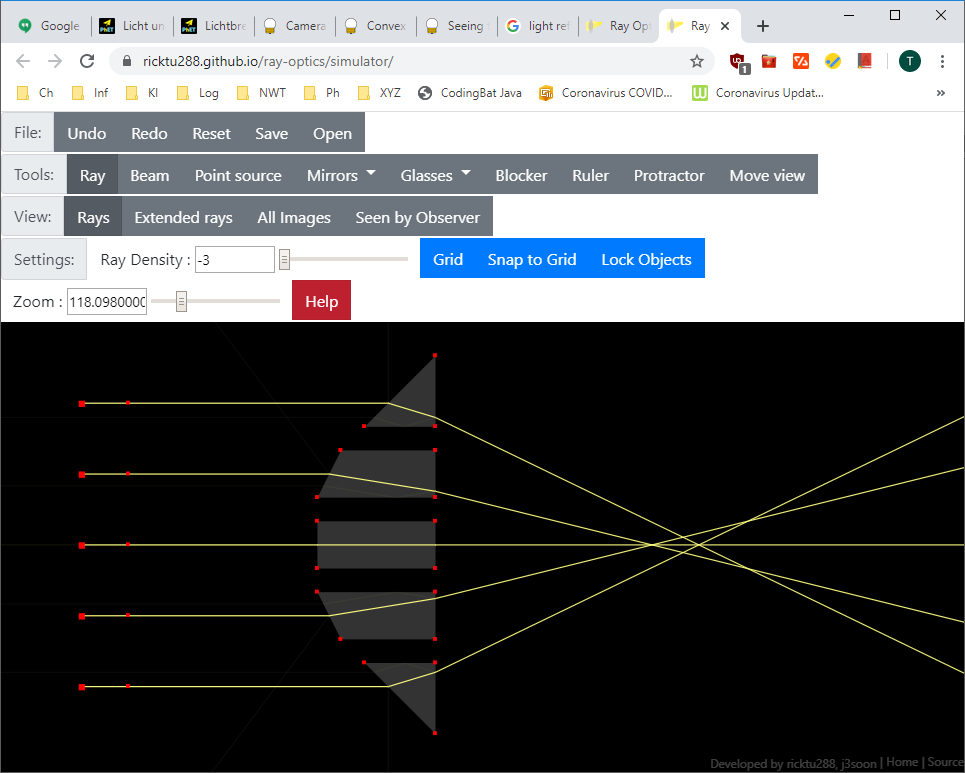 Google Licht un Lichtbre Camera Convex Seeing light ref Ray Opt Ray
ricktu288.github.io/ray-optics/simulator/ 1 T
Ch Inf KI Log NWT Ph XYZ CodingBat Java Coronavirus COVID... Coronavirus Updat... »
File: Undo Redo Reset Save Open
Tools: Ray Beam Point source Mirrors Glasses Blocker Ruler Protractor Move view
View: Rays Extended rays All Images Seen by Observer
Settings: Ray Density : -3 Grid Snap to Grid Lock Objects
Zoom : 118.0980000 Help
Developed by ricktu288, j3soon | Home | Source